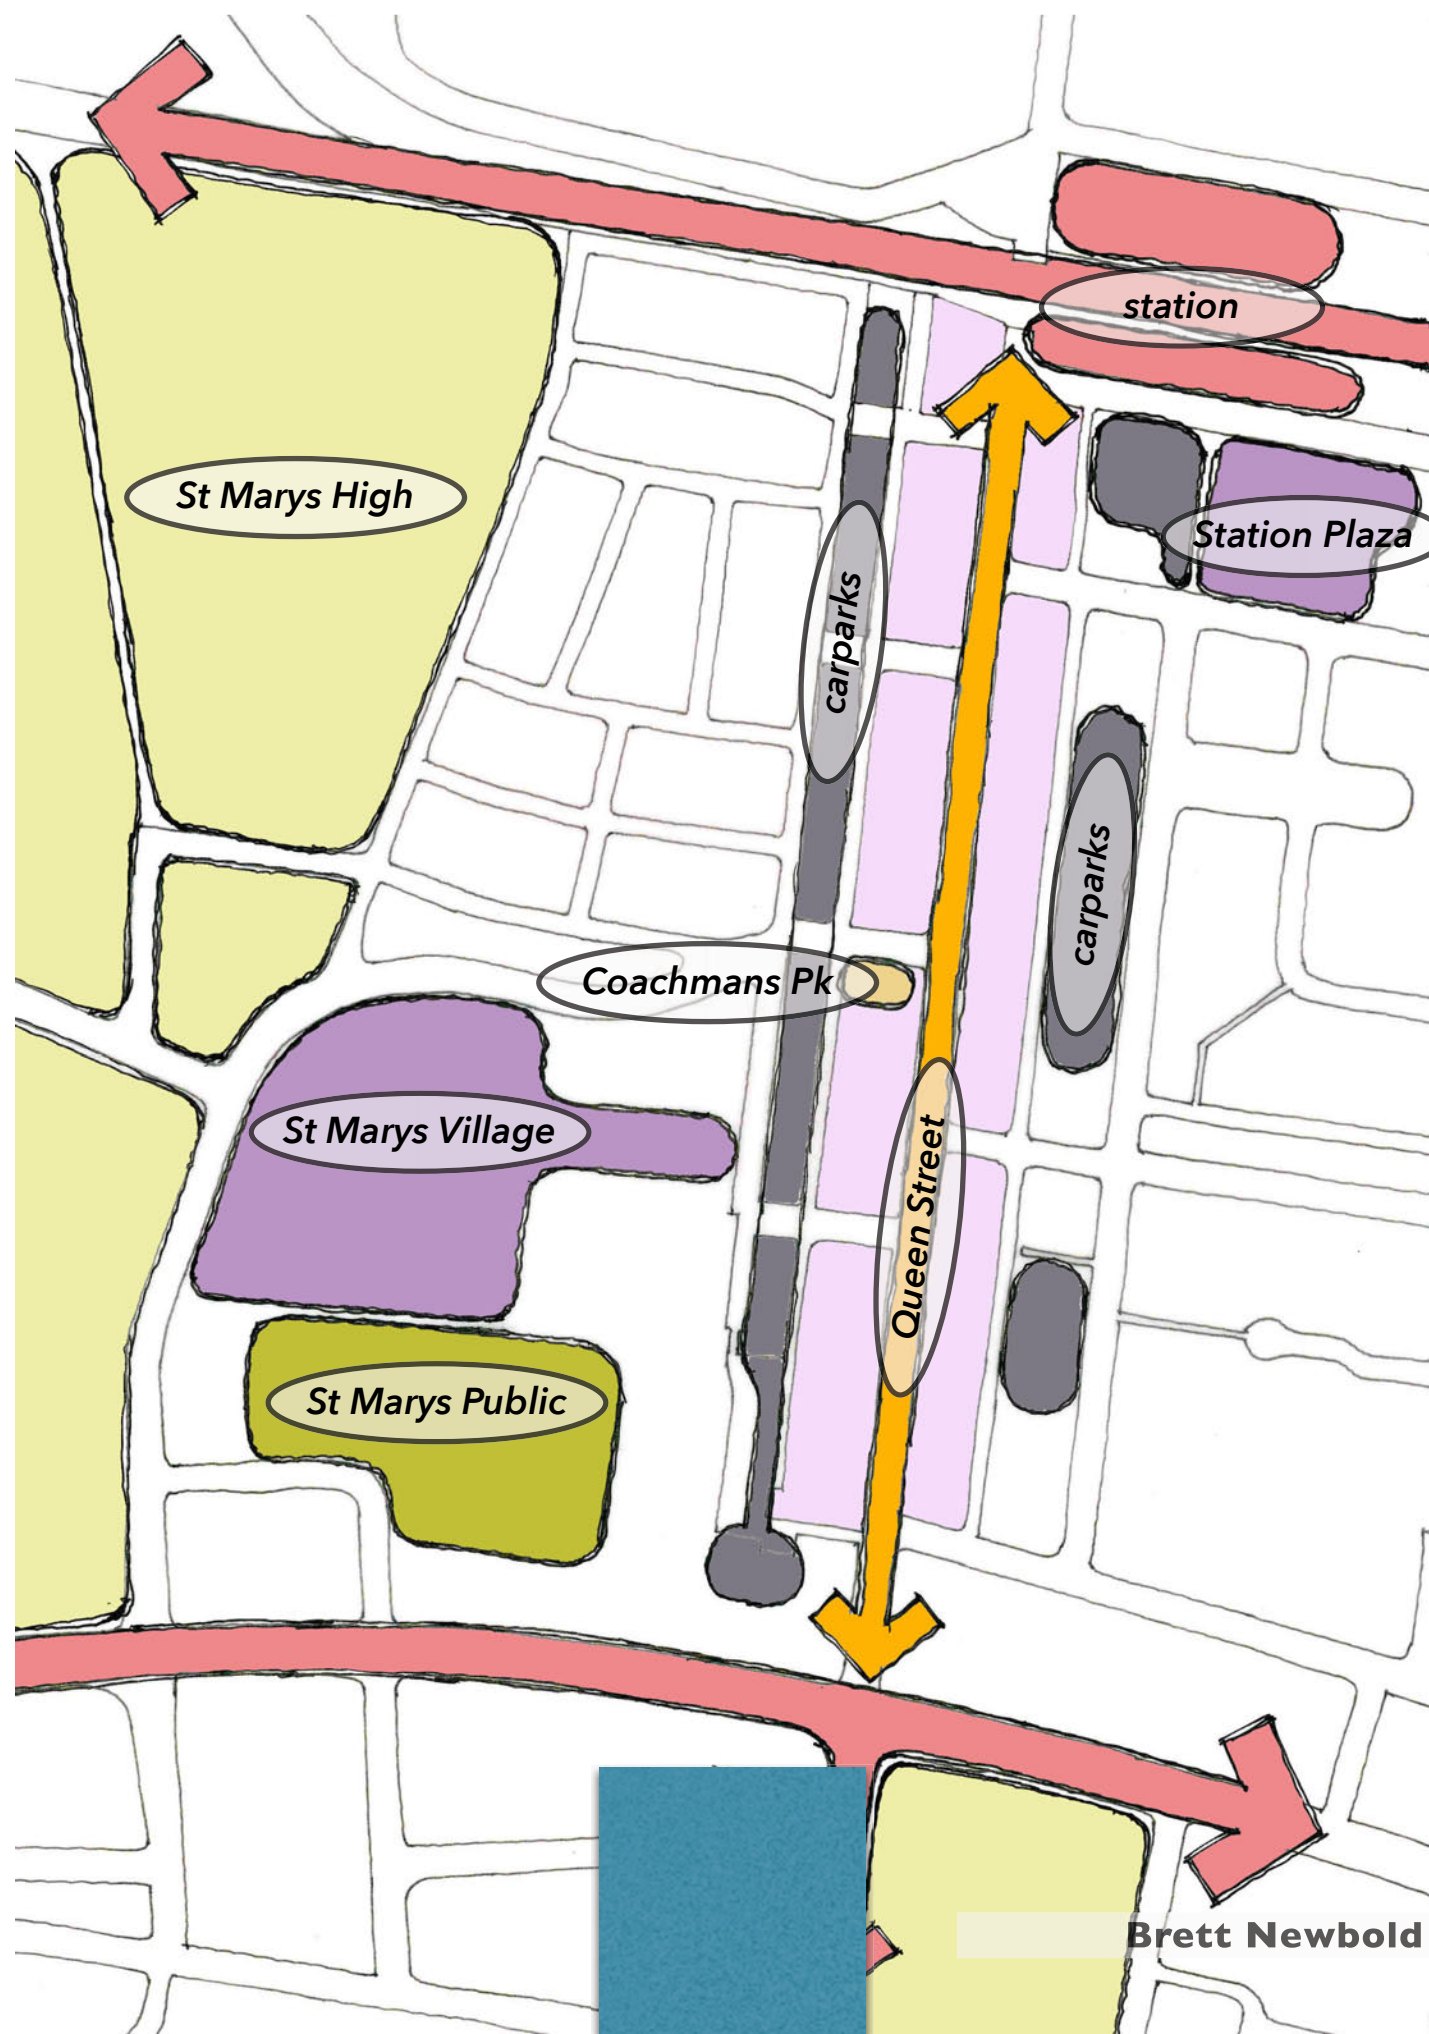 station
St Marys High
Station Plaza
carparks
carparks
Coachmans Pk
St Marys Village
Queen Street
St Marys Public
Brett Newbold